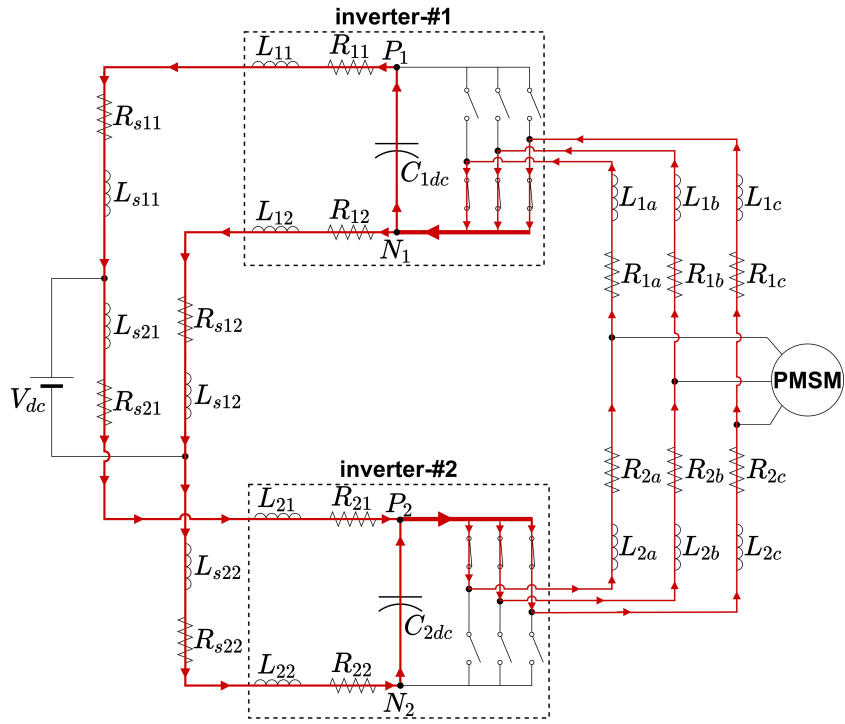 inverter-#1
L11 R11 P1
Rs11
C1dc
Ls11
L12 R12
N1
L1a L1b L1c
R1a R1b R1c
Ls21 Rs12
Vdc
Rs21 Ls12
PMSM
inverter-#2
R2a R2b R2c
L21 R21 P2
Ls22
L2a L2b L2c
C2dc
Rs22
L22 R22
N2